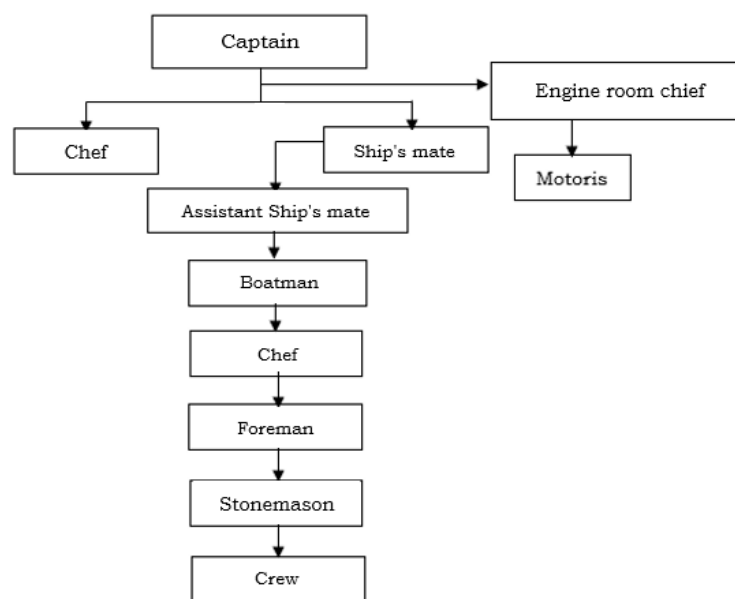 Captain
Engine room chief
Chef
Ship's mate
Motoris
Assistant Ship's mate
Boatman
Chef
Foreman
Stonemason
Crew